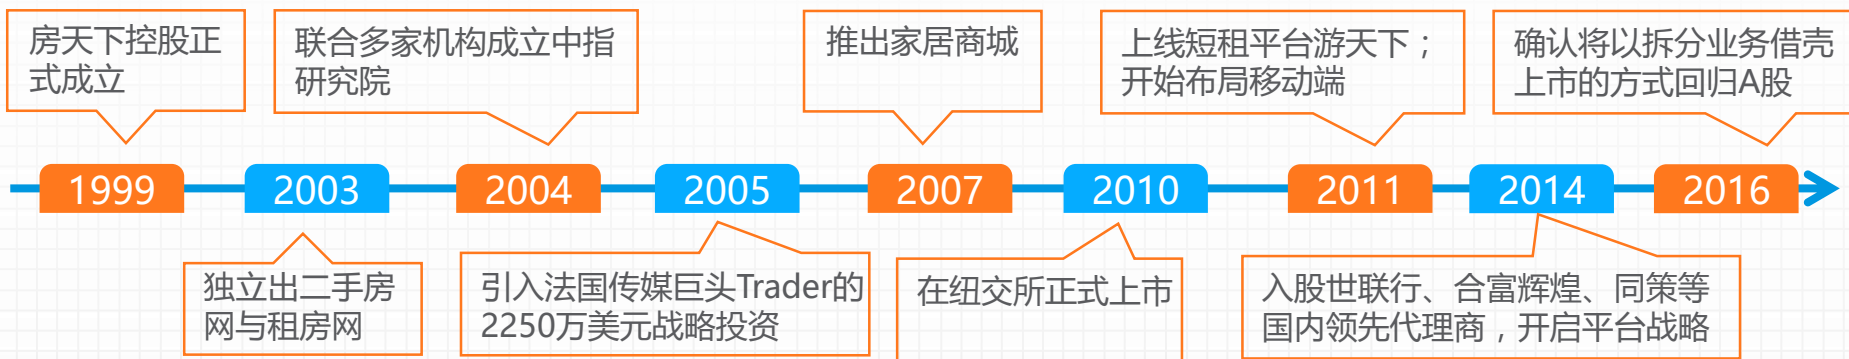 房天下控股正
式成立
联合多家机构成立中指
研究院
推出家居商城
上线短租平台游天下；
开始布局移动端
确认将以拆分业务借壳
上市的方式回归A股
1999
2003
2004
2005
2007
2010
2011
2014
2016
独立出二手房
网与租房网
引入法国传媒巨头Trader的
2250万美元战略投资
在纽交所正式上市
入股世联行、合富辉煌、同策等
国内领先代理商，开启平台战略